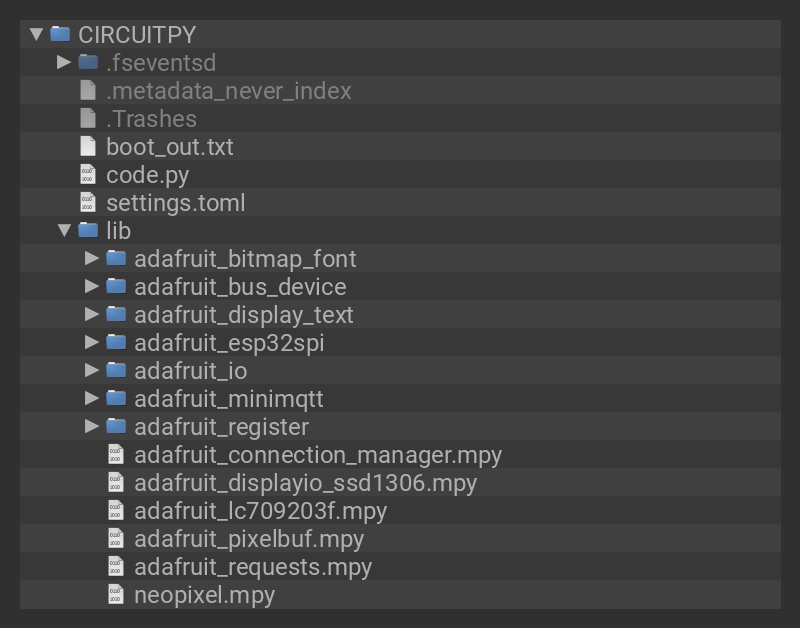 CIRCUITPY
.fseventsd
.metadata_never_index
.Trashes
boot_out.txt
code.py
settings.toml
lib
adafruit_bitmap_font
adafruit_bus_device
adafruit_display_text
adafruit_esp32spi
adafruit_io
adafruit_minimqtt
adafruit_register
adafruit_connection_manager.mpy
adafruit_displayio_ssd1306.mpy
adafruit_lc709203f.mpy
adafruit_pixelbuf.mpy
adafruit_requests.mpy
neopixel.mpy